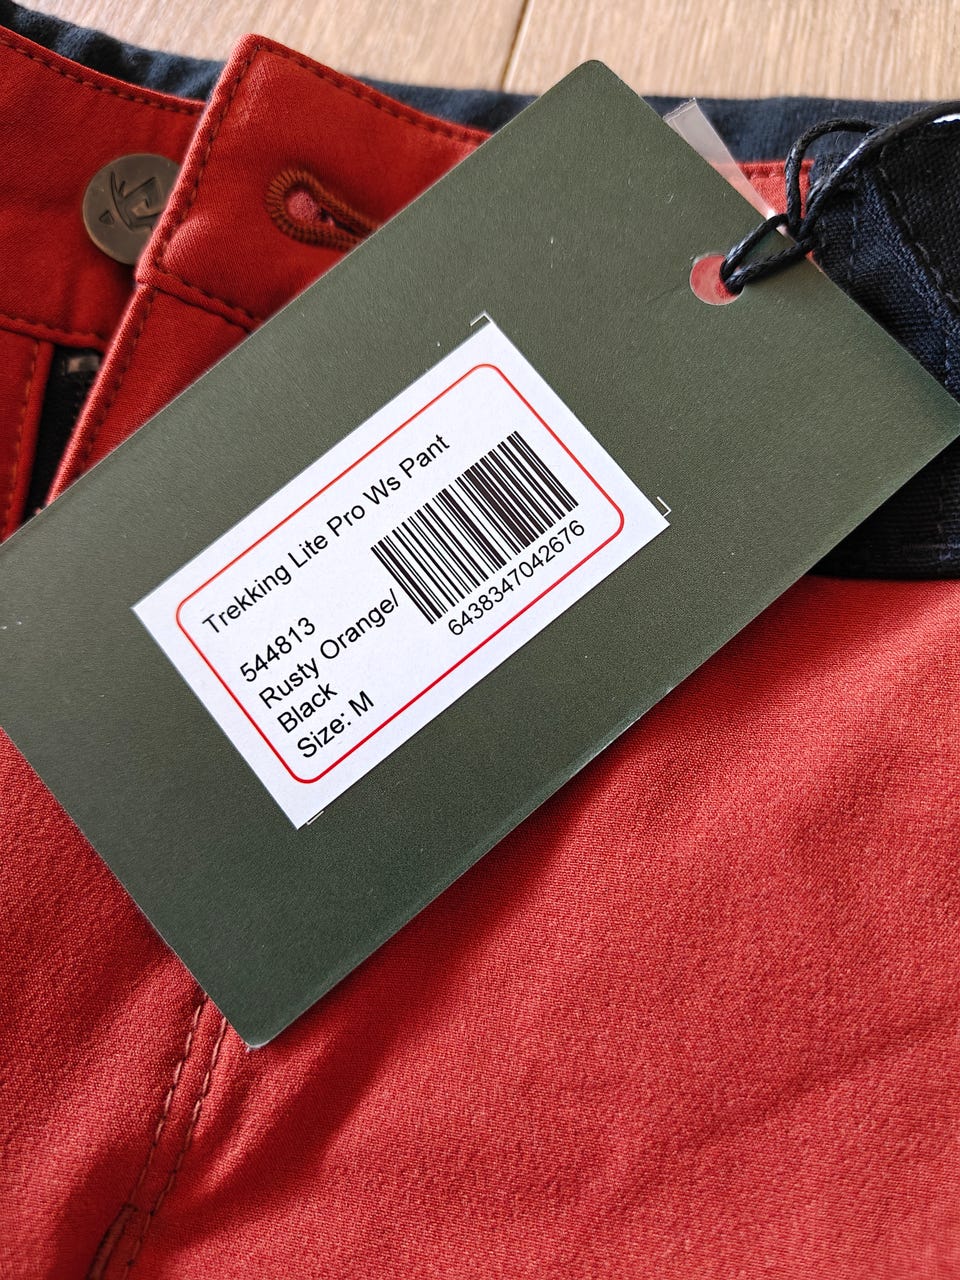 Trekking Lite Pro Ws Pant
544813
Rusty Orange/
Black
Size: M
6438347042676